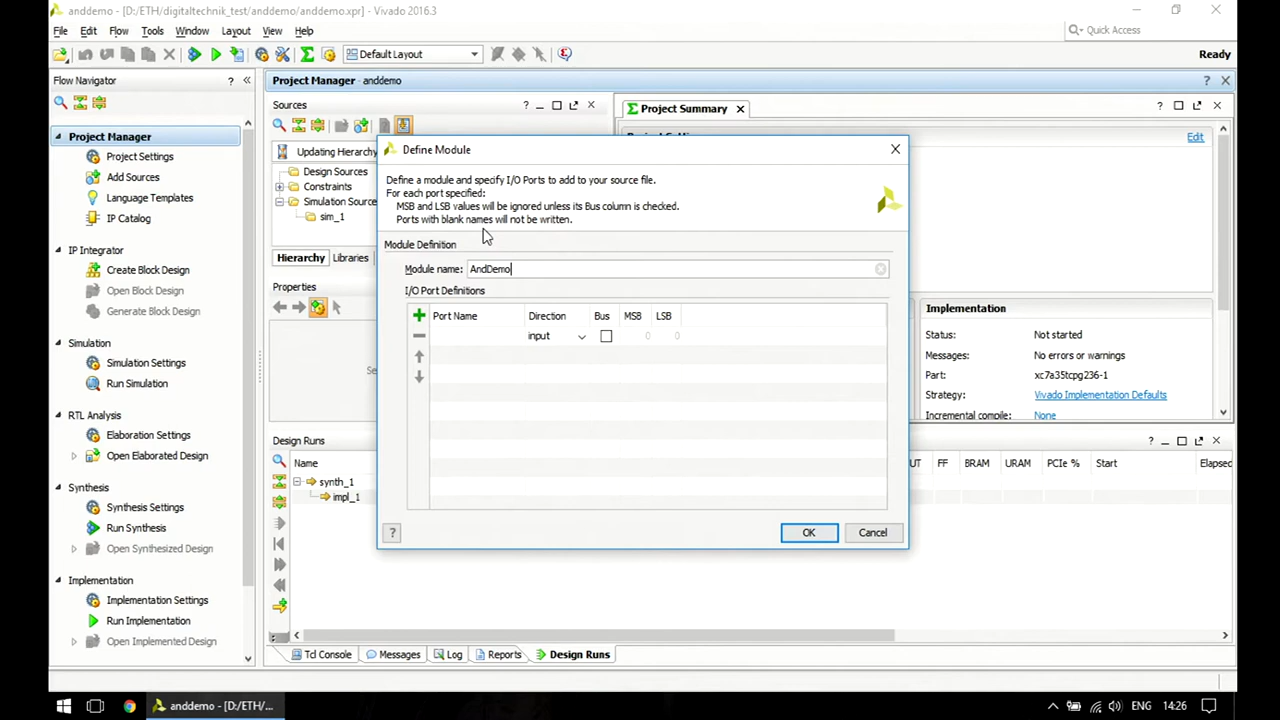 anddemo - [D:/ETH/digitaltechnik_test/anddemo/anddemo.xpr] - Vivado 2016.3
File Edit Flow Tools Window Layout View Help
Quick Access
Default Layout
Ready
Flow Navigator
Project Manager - anddemo
Sources
Project Summary
Edit
Project Manager
Project Settings
Add Sources
Language Templates
IP Catalog
IP Integrator
Create Block Design
Open Block Design
Generate Block Design
Simulation
Simulation Settings
Run Simulation
RTL Analysis
Elaboration Settings
Open Elaborated Design
Synthesis
Synthesis Settings
Run Synthesis
Open Synthesized Design
Implementation
Implementation Settings
Run Implementation
Open Implemented Design
Updating Hierarchy
Design Sources
Constraints
Simulation Source
sim_1
Hierarchy Libraries
Properties
Define Module
Define a module and specify I/O Ports to add to your source file.
For each port specified:
MSB and LSB values will be ignored unless its Bus column is checked.
Ports with blank names will not be written.
Module Definition
Module name: AndDemo
I/O Port Definitions
Port Name Direction Bus MSB LSB
input 0 0
? OK Cancel
Implementation
Status: Not started
Messages: No errors or warnings
Part: xc7a35tcpg236-1
Strategy: Vivado Implementation Defaults
Incremental compile: None
Design Runs
Name UT FF BRAM URAM PCIe % Start Elapsed
synth_1
impl_1
Tcl Console Messages Log Reports Design Runs
anddemo - [D:/ETH/...
ENG 14:26